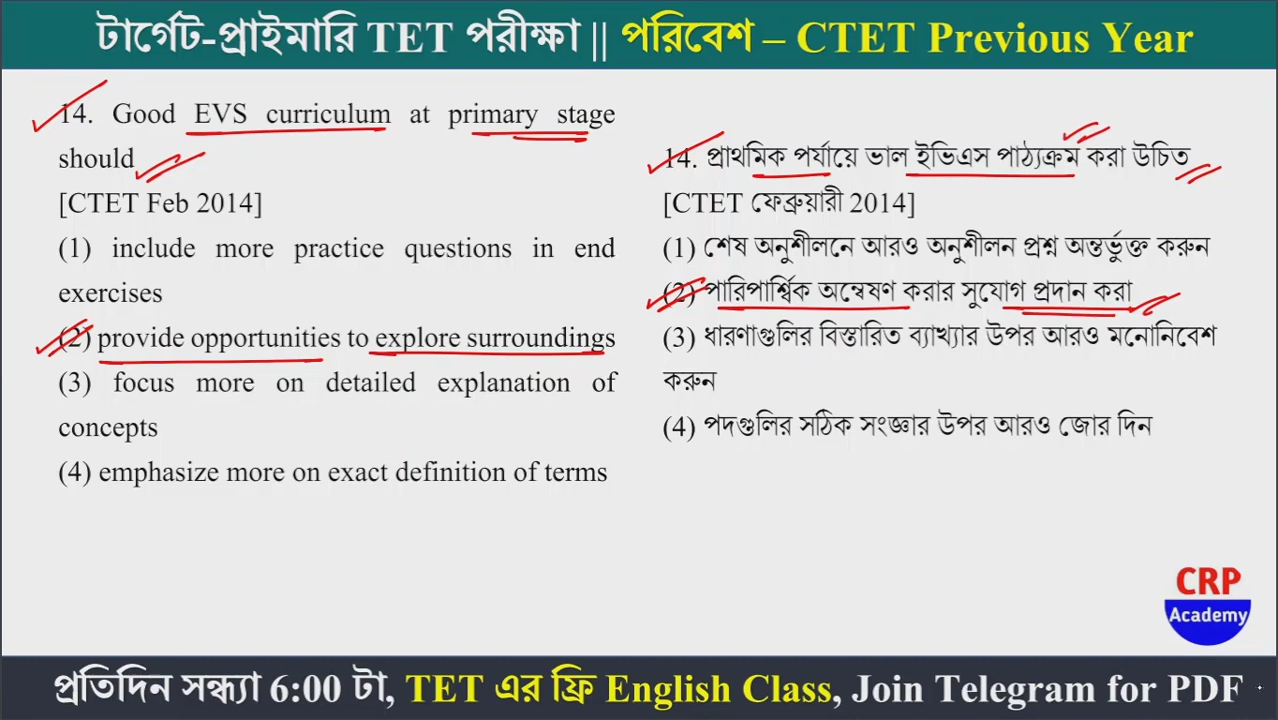 টার্গেট-প্রাইমারি TET পরীক্ষা || পরিবেশ – CTET Previous Year
14. Good EVS curriculum at primary stage
should
[CTET Feb 2014]
(1) include more practice questions in end
exercises
(2) provide opportunities to explore surroundings
(3) focus more on detailed explanation of
concepts
(4) emphasize more on exact definition of terms
14. প্রাথমিক পর্যায়ে ভাল ইভিএস পাঠ্যক্রম করা উচিত
[CTET ফেব্রুয়ারী 2014]
(1) শেষ অনুশীলনে আরও অনুশীলন প্রশ্ন অন্তর্ভুক্ত করুন
(2) পারিপার্শ্বিক অন্বেষণ করার সুযোগ প্রদান করা
(3) ধারণাগুলির বিস্তারিত ব্যাখ্যার উপর আরও মনোনিবেশ
করুন
(4) পদগুলির সঠিক সংজ্ঞার উপর আরও জোর দিন
CRP
Academy
প্রতিদিন সন্ধ্যা 6:00 টা, TET এর ফ্রি English Class, Join Telegram for PDF